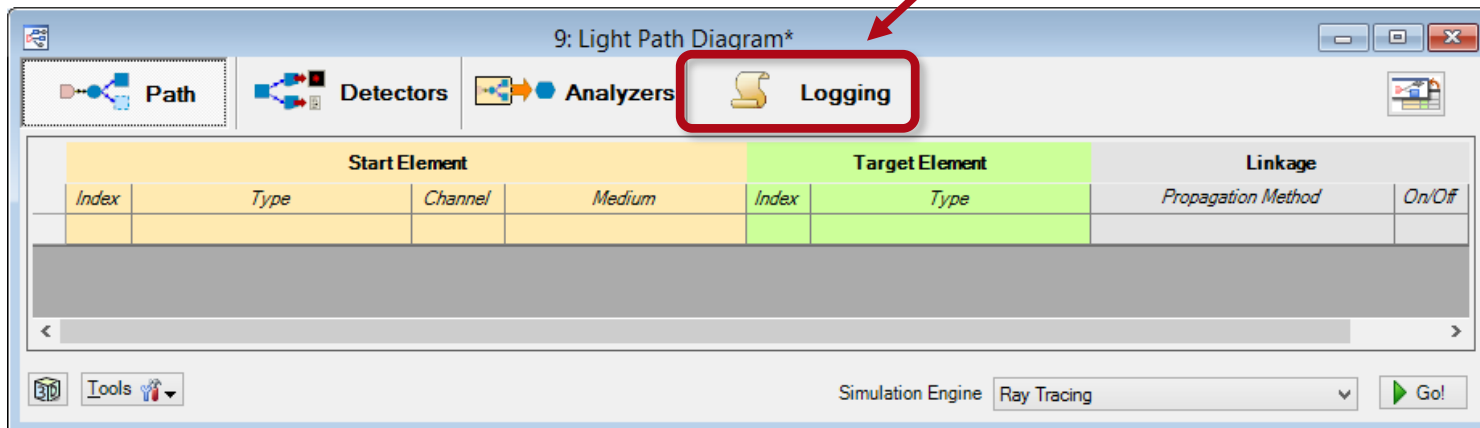 9: Light Path Diagram*
Path Detectors Analyzers Logging
Start Element Target Element Linkage
Index Type Channel Medium Index Type Propagation Method On/Off
3D Tools Simulation Engine Ray Tracing Go!